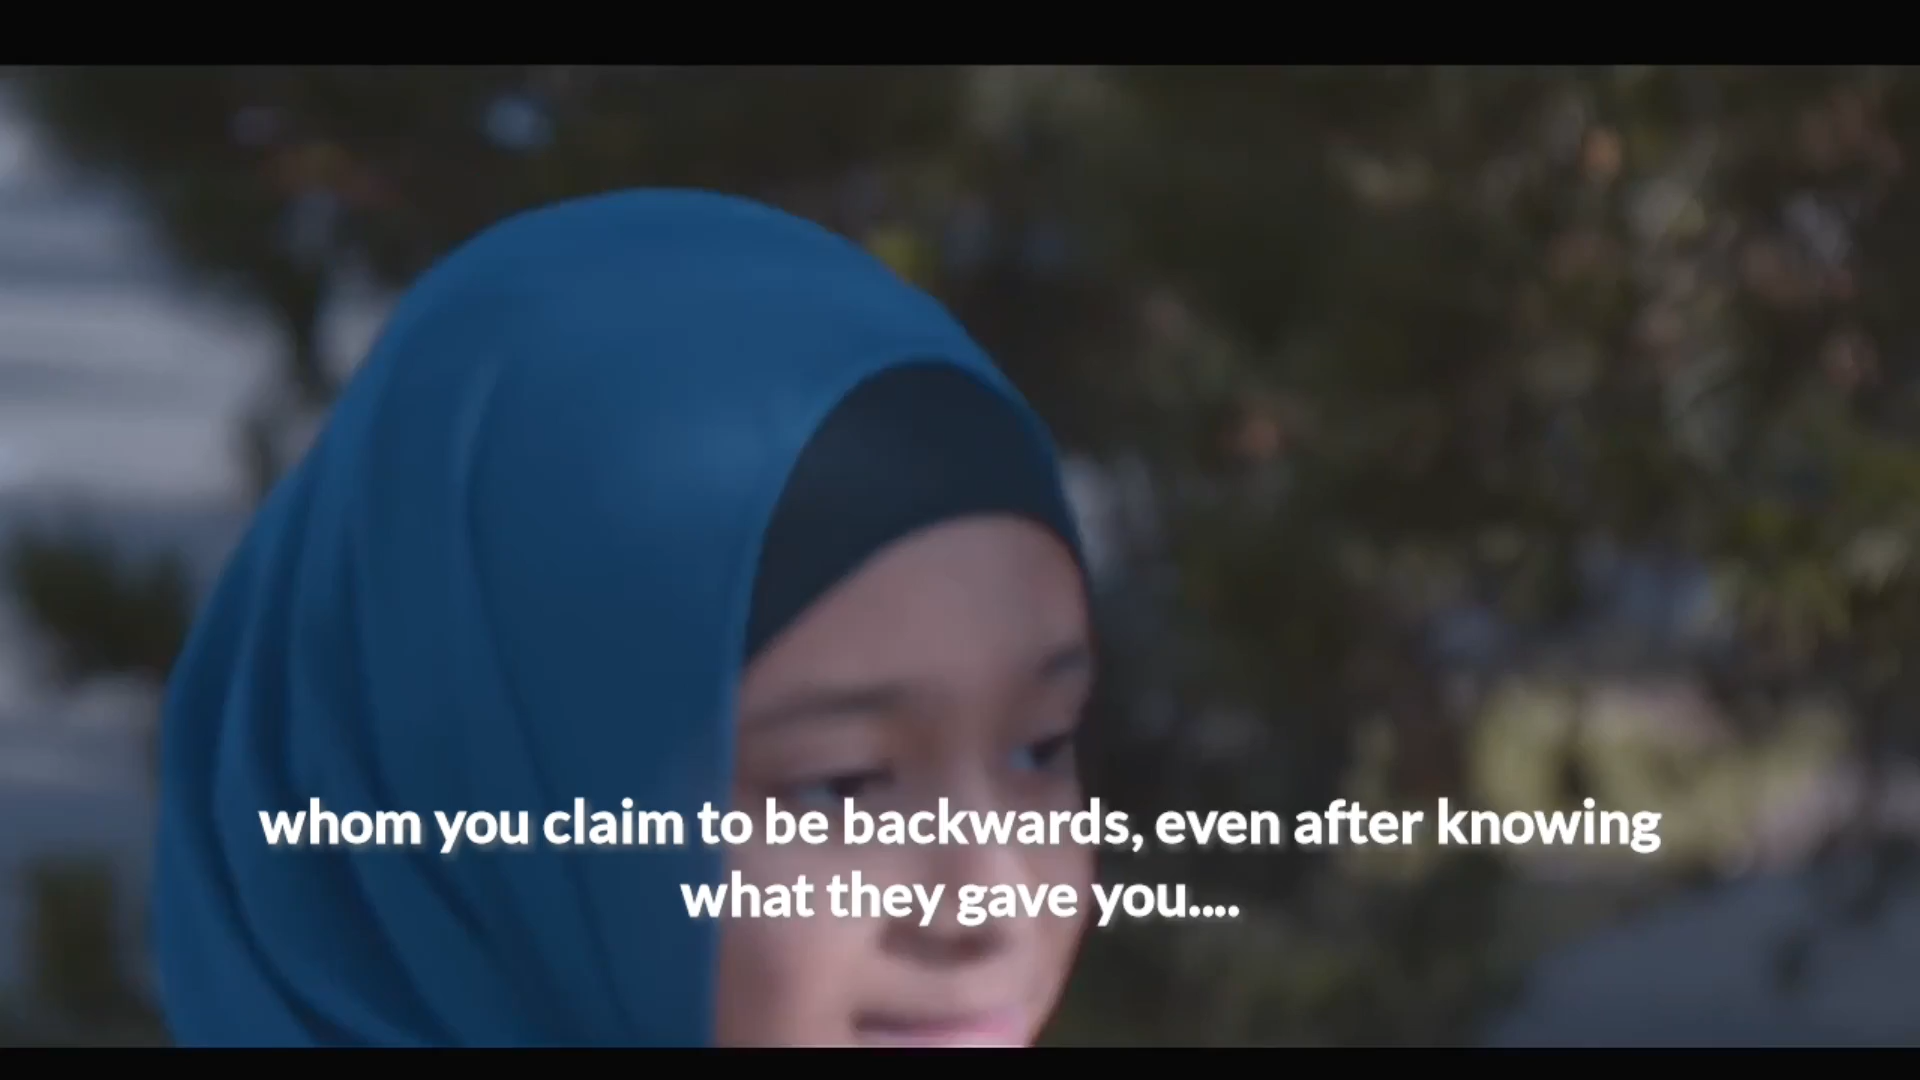 whom you claim to be backwards, even after knowing
what they gave you....